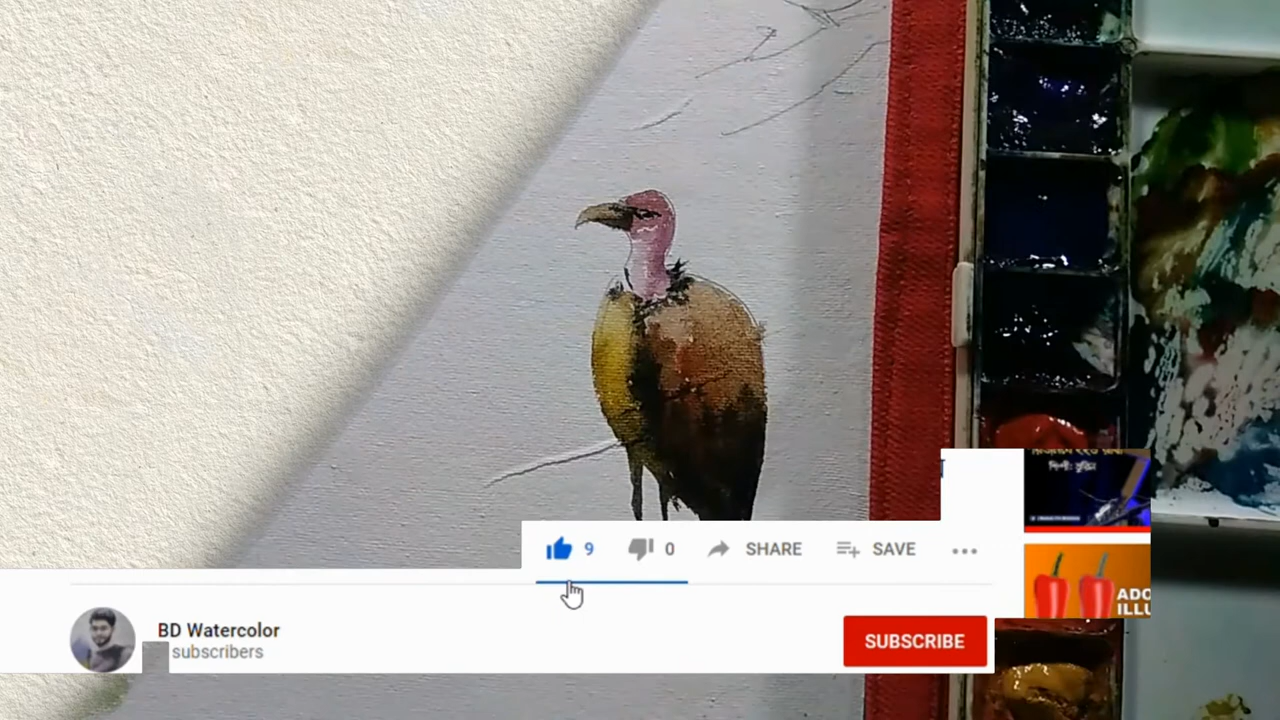 শিল্পী: তুহিন
9 0 SHARE SAVE
BD Watercolor
subscribers
SUBSCRIBE
ADO
ILLU